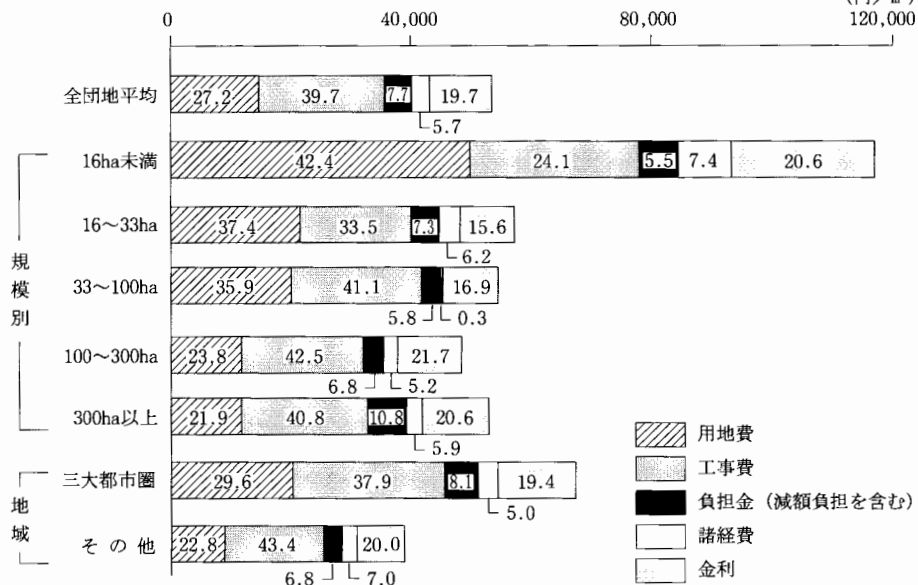 (円/㎡)
0 40,000 80,000 120,000
全団地平均 27.2 39.7 7.7 19.7
5.7
16ha未満 42.4 24.1 5.5 7.4 20.6
16～33ha 37.4 33.5 7.3 15.6
6.2
33～100ha 35.9 41.1 16.9
5.8 0.3
100～300ha 23.8 42.5 21.7
6.8 5.2
300ha以上 21.9 40.8 10.8 20.6
5.9
規模別
三大都市圏 29.6 37.9 8.1 19.4
5.0
その他 22.8 43.4 20.0
6.8 7.0
地域
用地費
工事費
負担金（減額負担を含む）
諸経費
金利